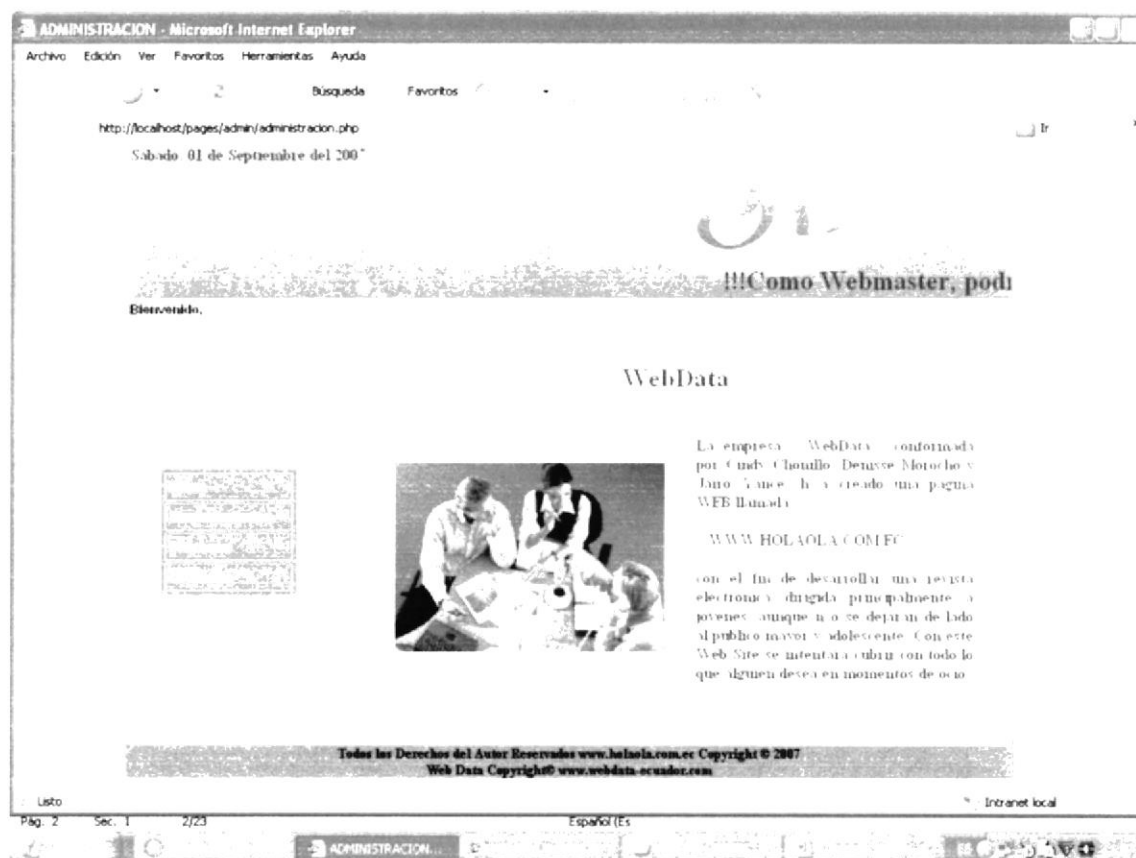 ADMINISTRACION - Microsoft Internet Explorer
Archivo Edición Ver Favoritos Herramientas Ayuda
Búsqueda Favoritos
http://localhost/pages/admin/administracion.php Ir
Sabado 01 de Septiembre del 200
!!!Como Webmaster, podr
Bienvenido,
WebData
La empresa WebData conformada
por Cindy Chonillo Denisse Morocho y
Jairo Yance h a creado una pagina
WEB llamada
WWW.HOLAOLA.COM.EC
con el fin de desarrollar una revista
electronica dirigida principalmente a
jovenes aunque n o se dejaran de lado
al publico mayor y adolescente. Con este
Web Site se intentara cubrir con todo lo
que alguien desea en momentos de ocio
Todos los Derechos del Autor Reservados www.holaola.com.ec Copyright © 2007
Web Data Copyright© www.webdata-ecuador.com
Listo Intranet local
Pág. 2 Sec. 1 2/23 Español (Es
ADMINISTRACION... ES